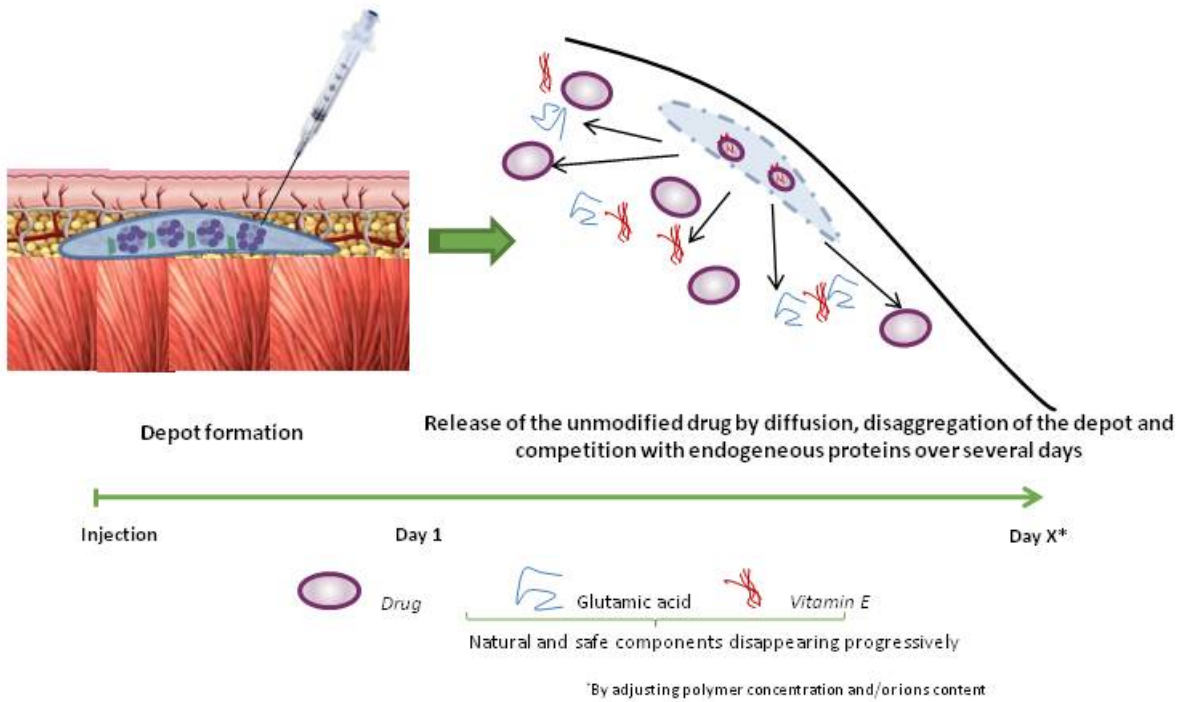 Depot formation
Release of the unmodified drug by diffusion, disaggregation of the depot and
competition with endogeneous proteins over several days
Injection
Day 1
Day X*
Drug
Glutamic acid
Vitamin E
Natural and safe components disappearing progressively
*By adjusting polymer concentration and/orions content